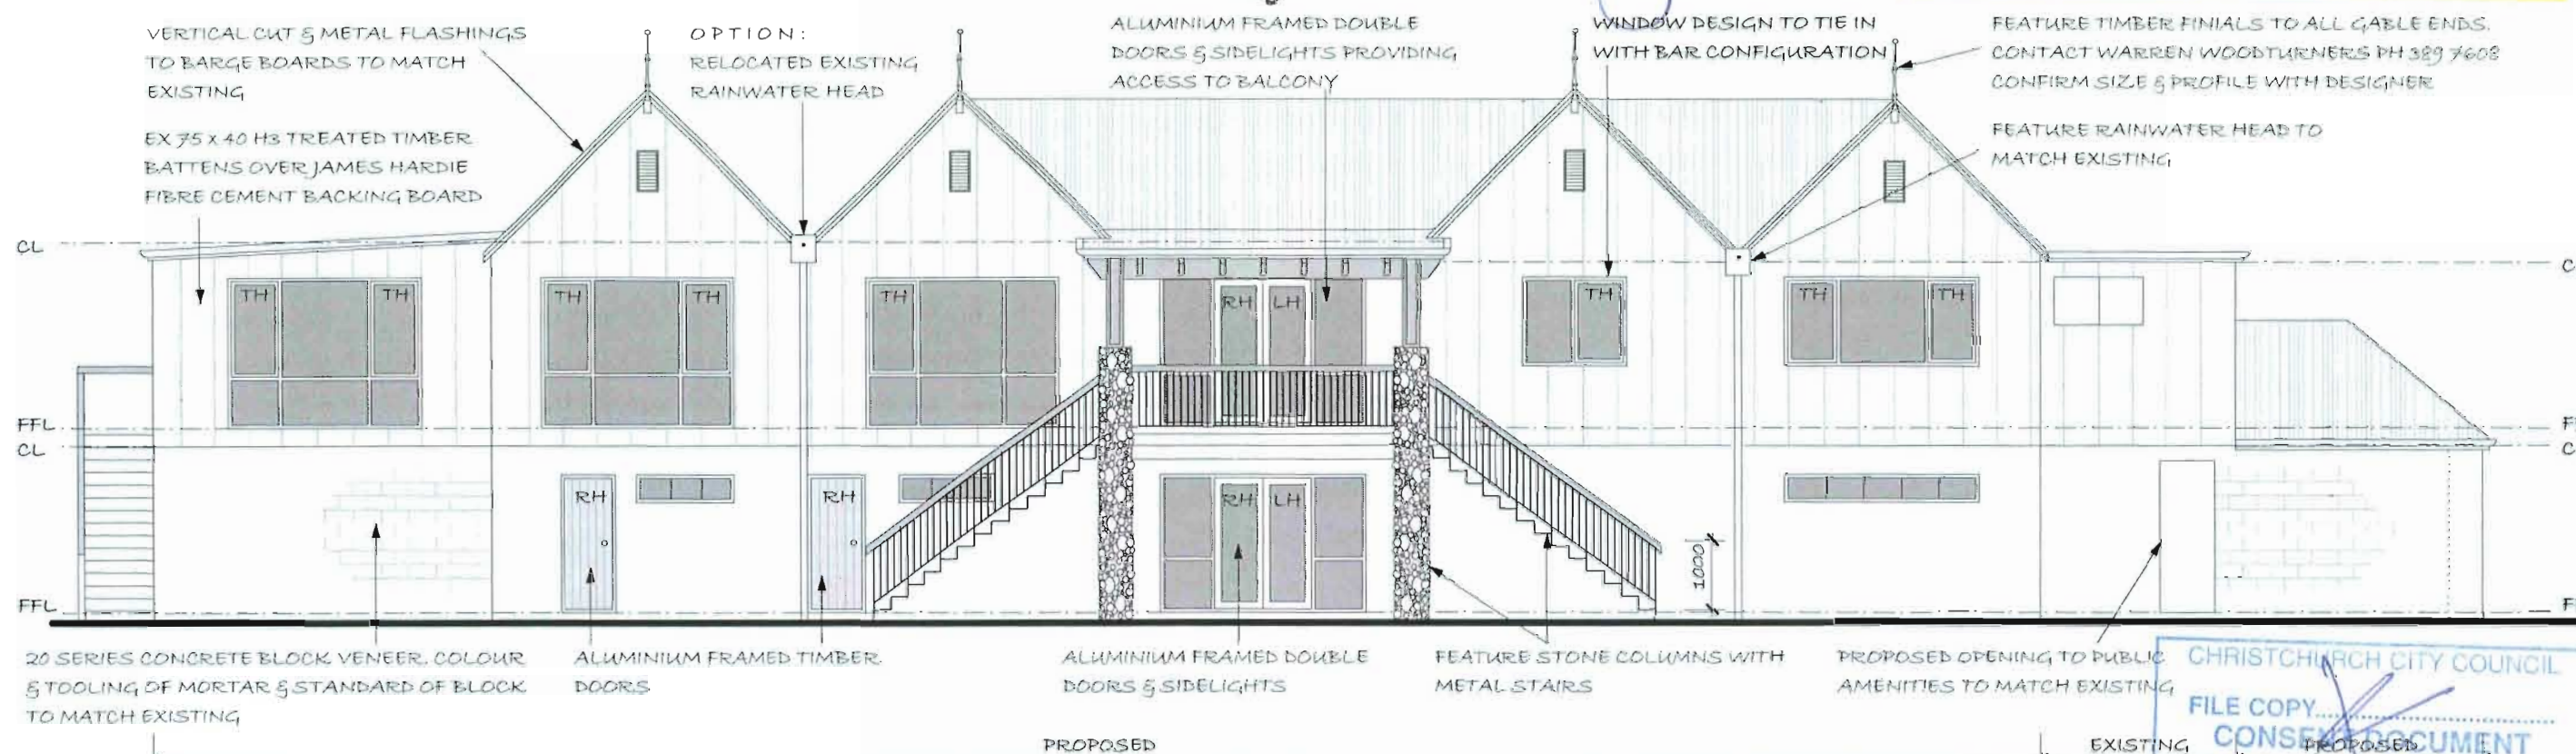 VERTICAL CUT & METAL FLASHINGS
TO BARGE BOARDS TO MATCH
EXISTING
OPTION:
RELOCATED EXISTING
RAINWATER HEAD
ALUMINIUM FRAMED DOUBLE
DOORS & SIDELIGHTS PROVIDING
ACCESS TO BALCONY
WINDOW DESIGN TO TIE IN
WITH BAR CONFIGURATION
FEATURE TIMBER FINIALS TO ALL GABLE ENDS.
CONTACT WARREN WOODTURNERS PH 389 7608
CONFIRM SIZE & PROFILE WITH DESIGNER
EX 75 x 40 H3 TREATED TIMBER
BATTENS OVER JAMES HARDIE
FIBRE CEMENT BACKING BOARD
FEATURE RAINWATER HEAD TO
MATCH EXISTING
CL
C
TH TH TH TH TH RH LH TH TH TH
FFL
F
CL
C
RH RH RH LH
1000
FFL
F
20 SERIES CONCRETE BLOCK VENEER. COLOUR
& TOOLING OF MORTAR & STANDARD OF BLOCK
TO MATCH EXISTING
ALUMINIUM FRAMED TIMBER
DOORS
ALUMINIUM FRAMED DOUBLE
DOORS & SIDELIGHTS
FEATURE STONE COLUMNS WITH
METAL STAIRS
PROPOSED OPENING TO PUBLIC
AMENITIES TO MATCH EXISTING
CHRISTCHURCH CITY COUNCIL
FILE COPY
CONSENT DOCUMENT
PROPOSED
EXISTING
PROPOSED